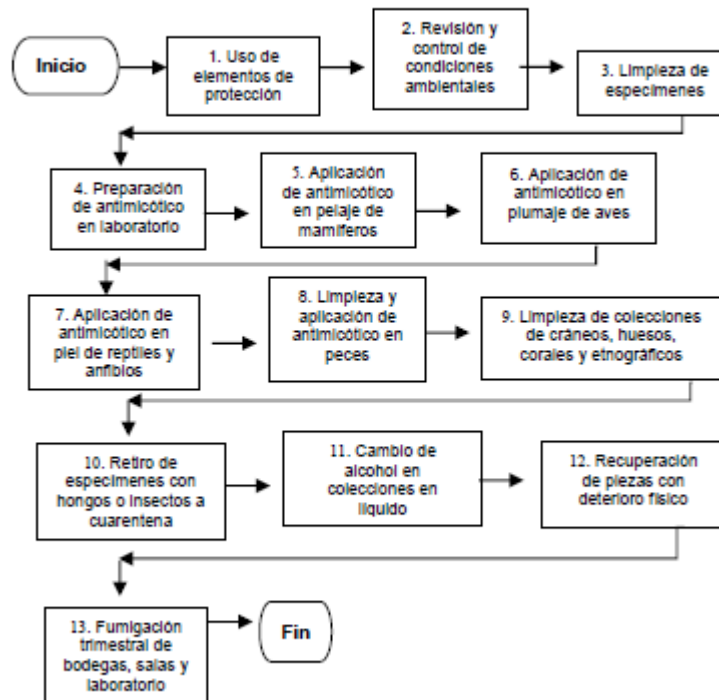 Inicio
1. Uso de
elementos de
protección
2. Revisión y
control de
condiciones
ambientales
3. Limpieza de
especímenes
4. Preparación
de antimicótico
en laboratorio
5. Aplicación
de antimicótico
en pelaje de
mamíferos
6. Aplicación de
antimicótico en
plumaje de aves
7. Aplicación de
antimicótico en
piel de reptiles y
anfibios
8. Limpieza y
aplicación de
antimicótico en
peces
9. Limpieza de colecciones
de cráneos, huesos,
corales y etnográficos
10. Retiro de
especímenes con
hongos o insectos a
cuarentena
11. Cambio de
alcohol en
colecciones en
líquido
12. Recuperación
de piezas con
deterioro físico
13. Fumigación
trimestral de
bodegas, salas y
laboratorio
Fin